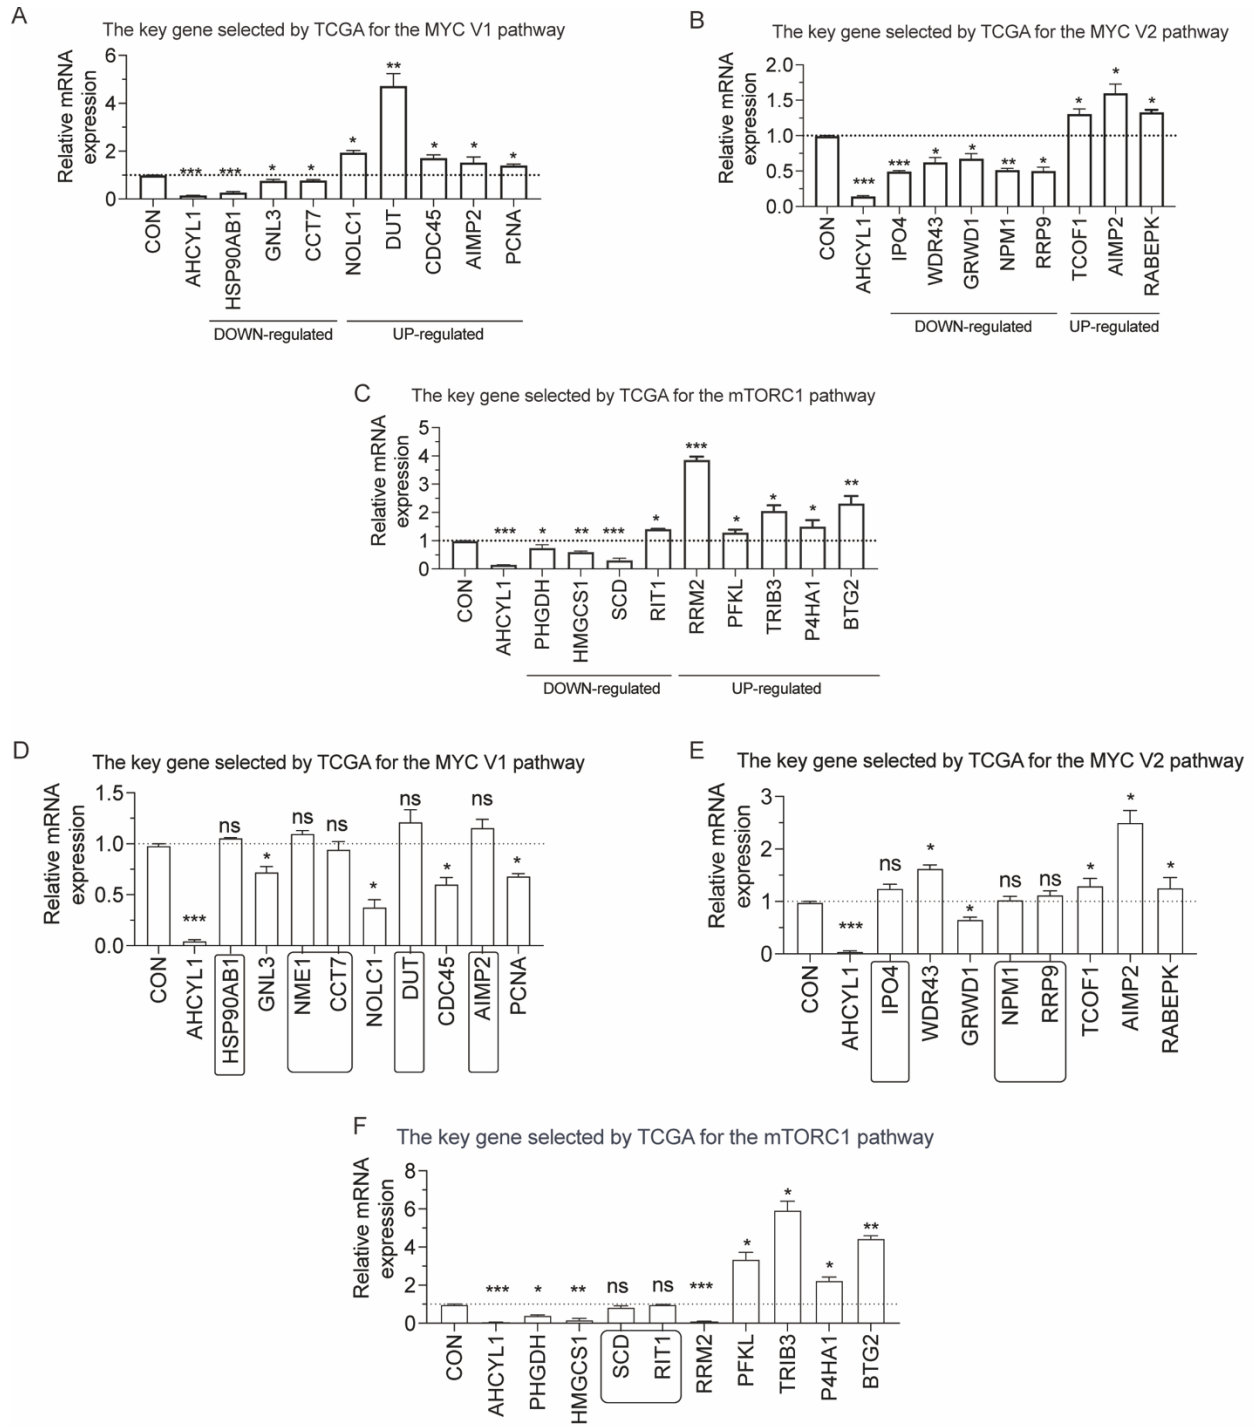 A
The key gene selected by TCGA for the MYC V1 pathway
Relative mRNA
expression
6
4
2
0
*** *** * * * ** * * *
CON AHCYL1 HSP90AB1 GNL3 CCT7 NOLC1 DUT CDC45 AIMP2 PCNA
DOWN-regulated UP-regulated
B
The key gene selected by TCGA for the MYC V2 pathway
Relative mRNA
expression
2.0
1.5
1.0
0.5
0.0
*** *** * * ** * * * *
CON AHCYL1 IPO4 WDR43 GRWD1 NPM1 RRP9 TCOF1 AIMP2 RABEPK
DOWN-regulated UP-regulated
C
The key gene selected by TCGA for the mTORC1 pathway
Relative mRNA
expression
5
4
3
2
1
0
*** * ** *** * *** * * * **
CON AHCYL1 PHGDH HMGCS1 SCD RIT1 RRM2 PFKL TRIB3 P4HA1 BTG2
DOWN-regulated UP-regulated
D
The key gene selected by TCGA for the MYC V1 pathway
Relative mRNA
expression
1.5
1.0
0.5
0.0
*** ns * ns ns * ns * ns *
CON AHCYL1 HSP90AB1 GNL3 NME1 CCT7 NOLC1 DUT CDC45 AIMP2 PCNA
E
The key gene selected by TCGA for the MYC V2 pathway
Relative mRNA
expression
3
2
1
0
*** ns * * ns ns * * *
CON AHCYL1 IPO4 WDR43 GRWD1 NPM1 RRP9 TCOF1 AIMP2 RABEPK
F
The key gene selected by TCGA for the mTORC1 pathway
Relative mRNA
expression
8
6
4
2
0
*** * ** ns ns *** * * * **
CON AHCYL1 PHGDH HMGCS1 SCD RIT1 RRM2 PFKL TRIB3 P4HA1 BTG2